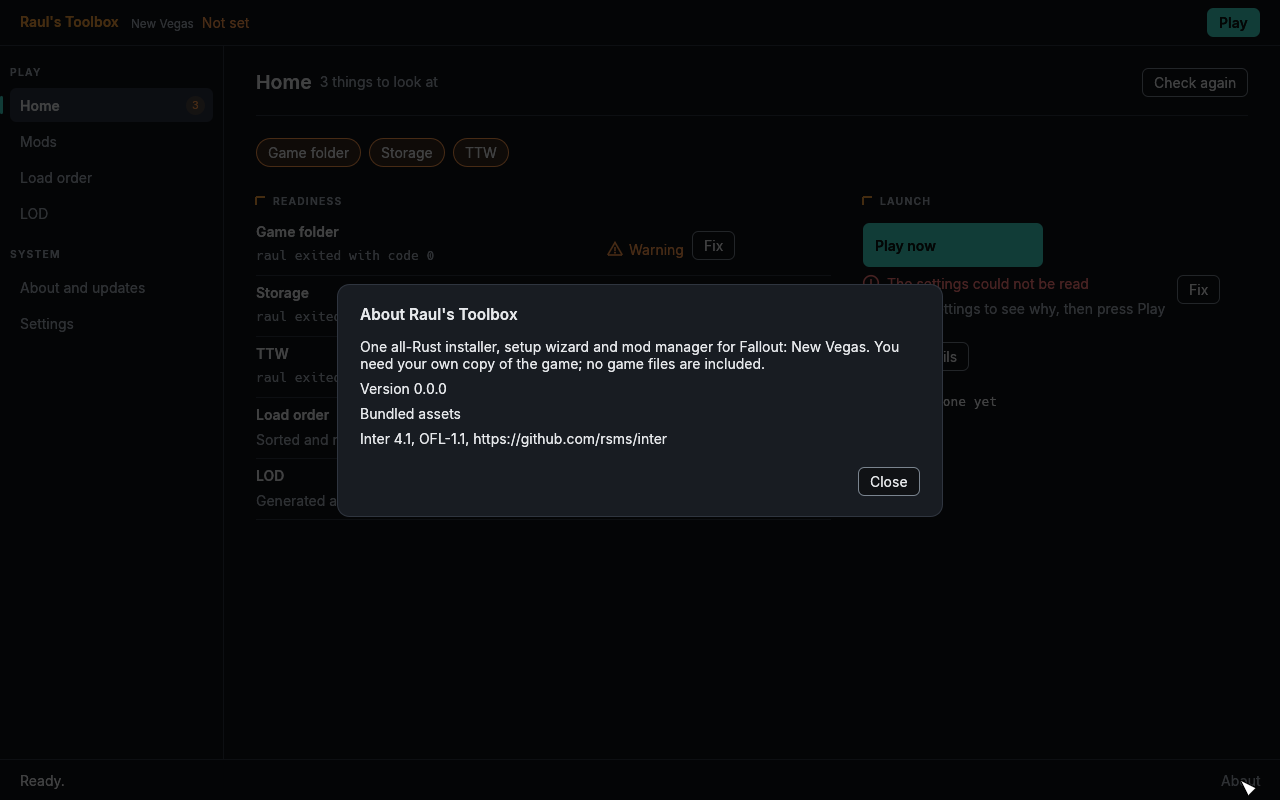 Raul's Toolbox New Vegas Not set
Play
PLAY
Home 3
Mods
Load order
LOD
SYSTEM
About and updates
Settings
Home 3 things to look at
Check again
Game folder Storage TTW
READINESS
Game folder
raul exited with code 0
Warning Fix
Storage
raul exited
TTW
raul exited
Load order
Sorted and
LOD
Generated
LAUNCH
Play now
The settings could not be read
to see why, then press Play
Fix
yet
About Raul's Toolbox
One all-Rust installer, setup wizard and mod manager for Fallout: New Vegas. You
need your own copy of the game; no game files are included.
Version 0.0.0
Bundled assets
Inter 4.1, OFL-1.1, https://github.com/rsms/inter
Close
Ready.
About